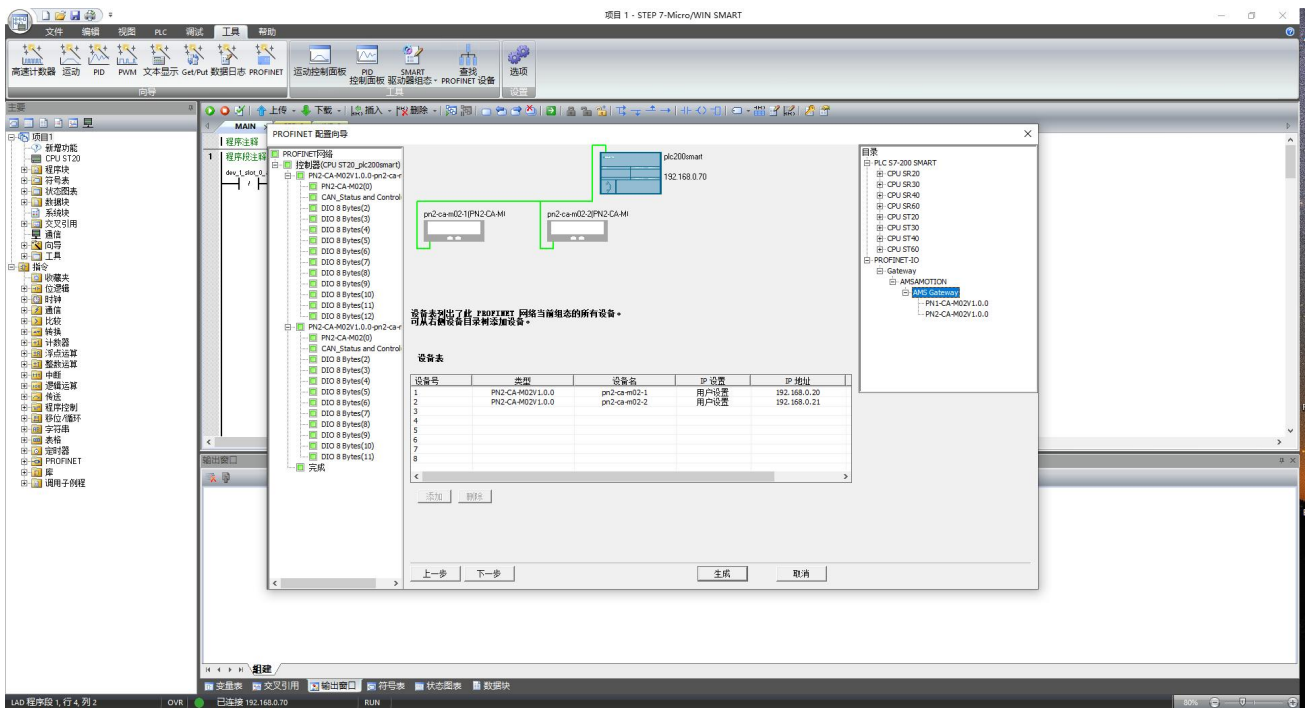 项目 1 - STEP 7-Micro/WIN SMART
文件 编辑 视图 PLC 调试 工具 帮助
高速计数器 运动 PID PWM 文本显示 Get/Put 数据日志 PROFINET
运动控制面板 PID 控制面板 SMART 驱动器组态 查找 PROFINET 设备 选项
向导 工具 设置
主要
上传 下载 插入 删除
项目1
新增功能
CPU ST20
程序块
符号表
状态图表
数据块
系统块
交叉引用
通信
向导
工具
指令
收藏夹
位逻辑
时钟
通信
比较
转换
计数器
浮点运算
整数运算
中断
逻辑运算
传送
程序控制
移位/循环
字符串
表格
定时器
PROFINET
库
调用子例程
MAIN
程序注释
1 程序段注释
dev_1_slot_0_
PROFINET 配置向导
PROFINET网络
控制器(CPU ST20_plc200smart)
PN2-CA-M02V1.0.0-pn2-ca-r
PN2-CA-M02(0)
CAN_Status and Control
DIO 8 Bytes(2)
DIO 8 Bytes(3)
DIO 8 Bytes(4)
DIO 8 Bytes(5)
DIO 8 Bytes(6)
DIO 8 Bytes(7)
DIO 8 Bytes(8)
DIO 8 Bytes(9)
DIO 8 Bytes(10)
DIO 8 Bytes(11)
DIO 8 Bytes(12)
PN2-CA-M02V1.0.0-pn2-ca-r
PN2-CA-M02(0)
CAN_Status and Control
DIO 8 Bytes(2)
DIO 8 Bytes(3)
DIO 8 Bytes(4)
DIO 8 Bytes(5)
DIO 8 Bytes(6)
DIO 8 Bytes(7)
DIO 8 Bytes(8)
DIO 8 Bytes(9)
DIO 8 Bytes(10)
DIO 8 Bytes(11)
完成
plc200smart
192.168.0.70
pn2-ca-m02-1(PN2-CA-M( pn2-ca-m02-2(PN2-CA-M(
设备表列出了此 PROFINET 网络当前组态的所有设备。
可从右侧设备目录树添加设备。
设备表
设备号 类型 设备名 IP 设置 IP 地址
1 PN2-CA-M02V1.0.0 pn2-ca-m02-1 用户设置 192.168.0.20
2 PN2-CA-M02V1.0.0 pn2-ca-m02-2 用户设置 192.168.0.21
3
4
5
6
7
8
添加 删除
上一步 下一步 生成 取消
目录
PLC S7-200 SMART
CPU SR20
CPU SR30
CPU SR40
CPU SR60
CPU ST20
CPU ST30
CPU ST40
CPU ST60
PROFINET-IO
Gateway
AMSAMOTION
AMS Gateway
PN1-CA-M02V1.0.0
PN2-CA-M02V1.0.0
输出窗口
组建
变量表 交叉引用 输出窗口 符号表 状态图表 数据块
LAD 程序段 1, 行 4, 列 2 OVR 已连接 192.168.0.70 RUN 80%